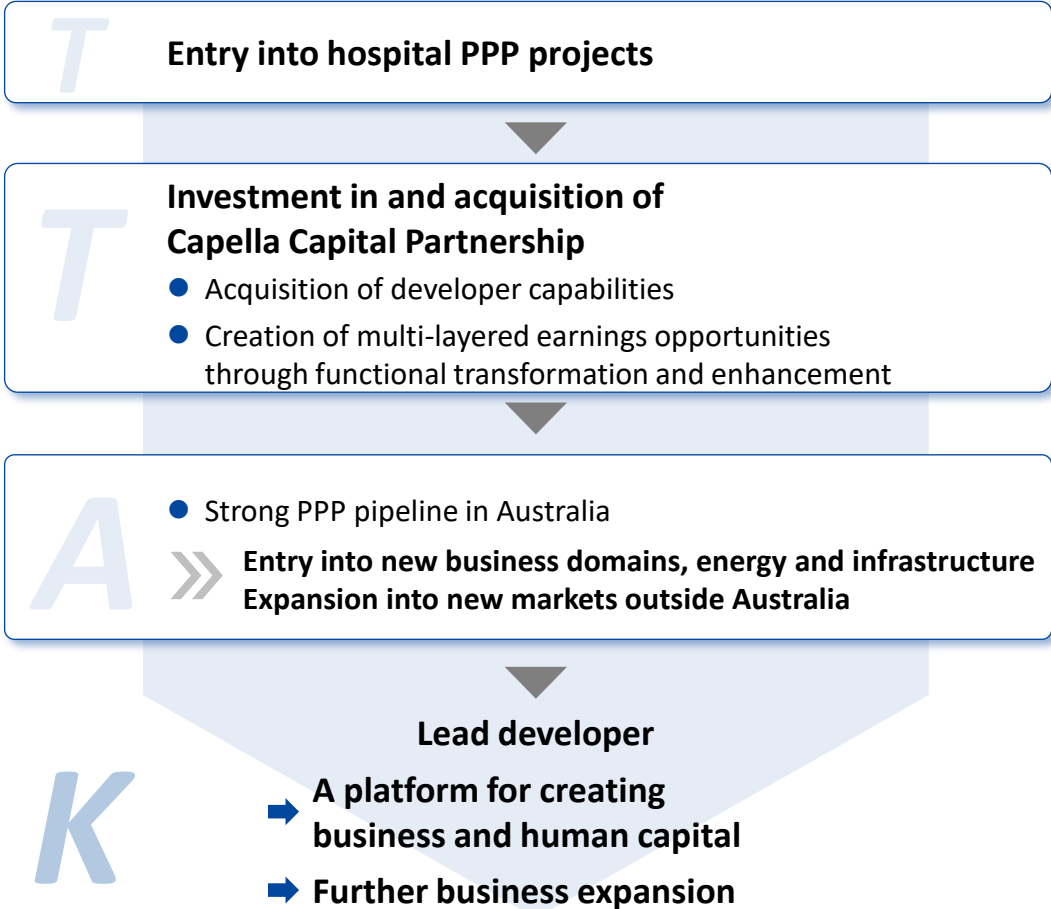 T
Entry into hospital PPP projects
T
Investment in and acquisition of
Capella Capital Partnership
● Acquisition of developer capabilities
● Creation of multi-layered earnings opportunities
through functional transformation and enhancement
A
● Strong PPP pipeline in Australia
Entry into new business domains, energy and infrastructure
Expansion into new markets outside Australia
Lead developer
K
A platform for creating
business and human capital
Further business expansion